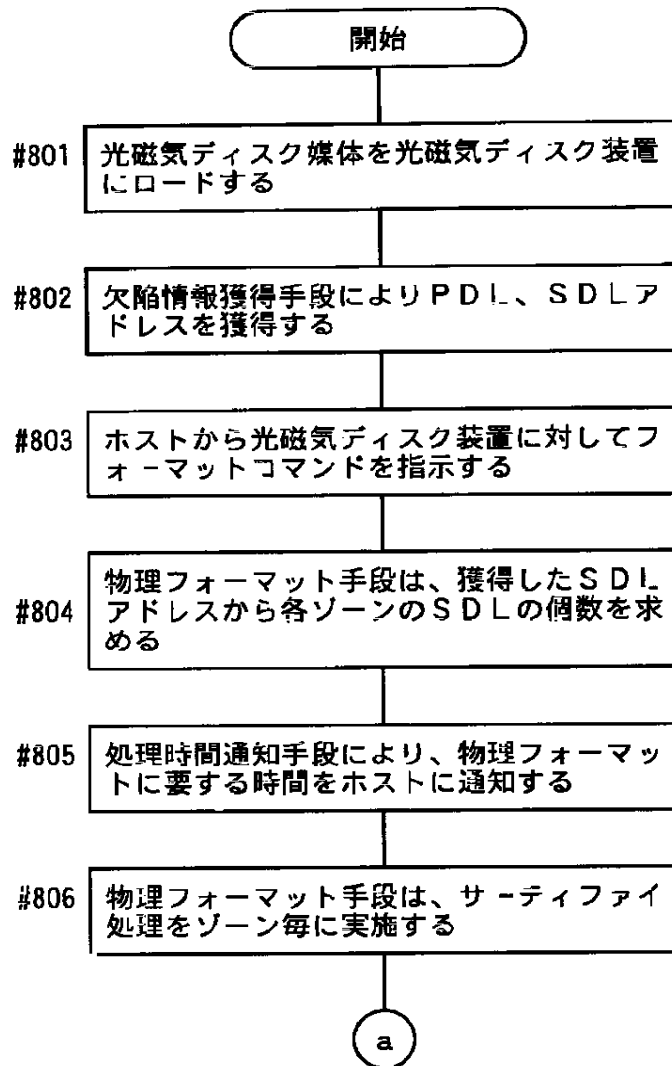 開始
#801 光磁気ディスク媒体を光磁気ディスク装置
にロードする
#802 欠陥情報獲得手段によりPDL、SDLア
ドレスを獲得する
#803 ホストから光磁気ディスク装置に対してフ
ォーマットコマンドを指示する
物理フォーマット手段は、獲得したSDL
#804 アドレスから各ゾーンのSDLの個数を求
める
#805 処理時間通知手段により、物理フォーマッ
トに要する時間をホストに通知する
#806 物理フォーマット手段は、サーティファイ
処理をゾーン毎に実施する
a